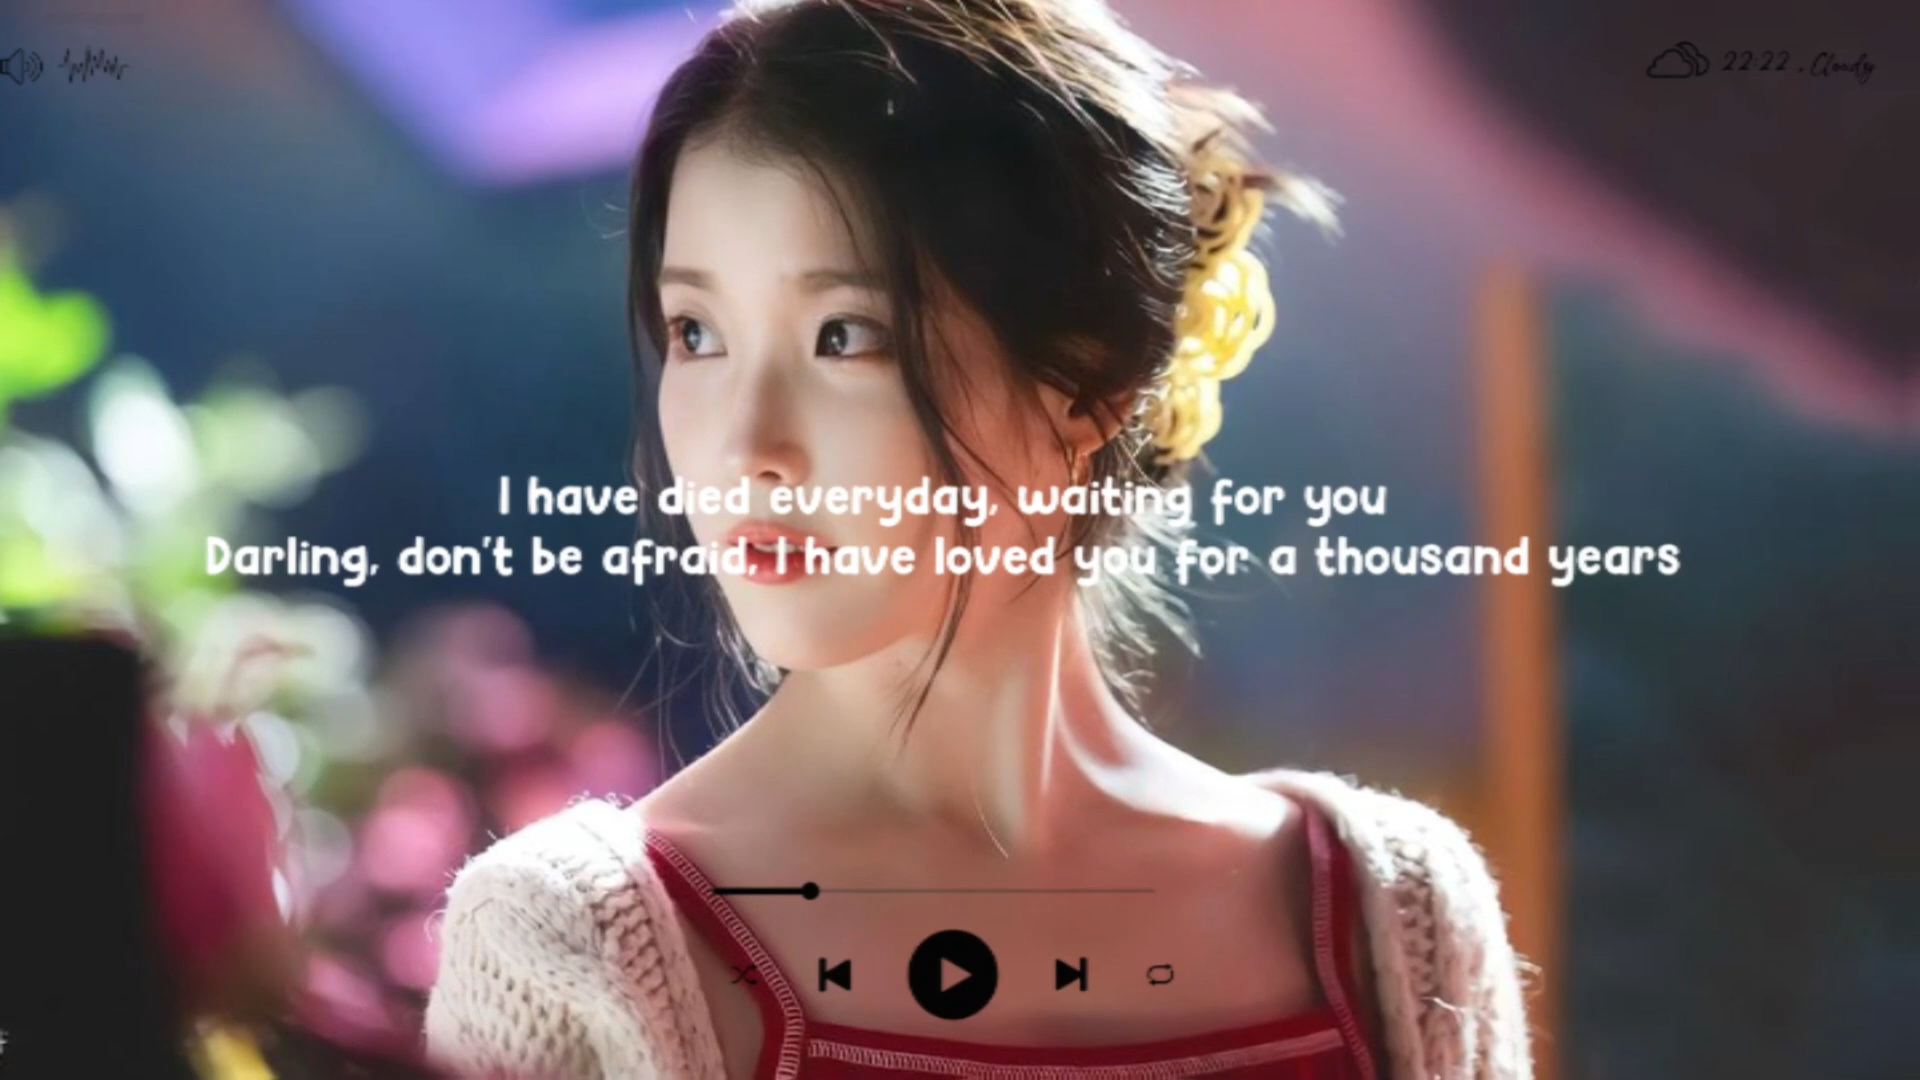 22:22 . Cloudy
I have died everyday, waiting for you
Darling, don't be afraid, I have loved you for a thousand years